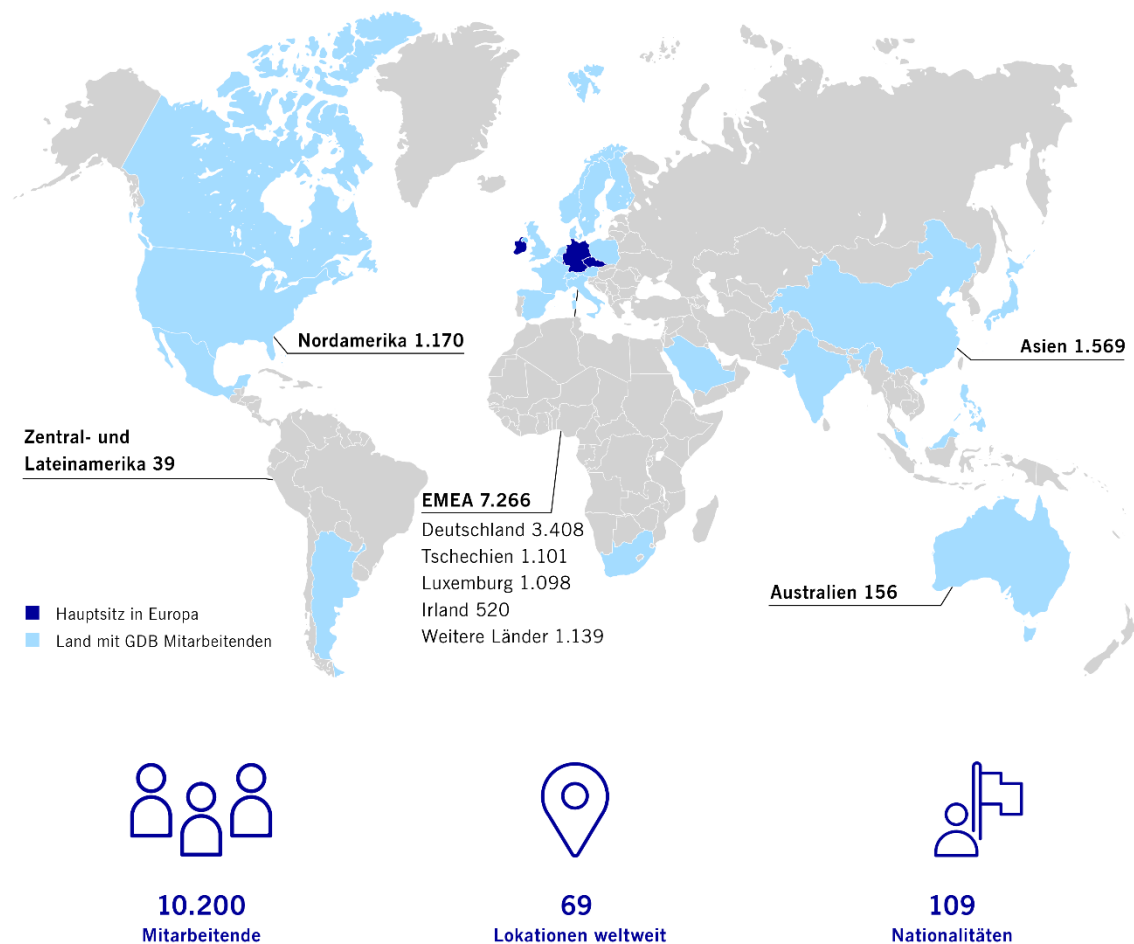 Nordamerika 1.170
Asien 1.569
Zentral- und
Lateinamerika 39
EMEA 7.266
Deutschland 3.408
Tschechien 1.101
Luxemburg 1.098
Irland 520
Weitere Länder 1.139
Australien 156
Hauptsitz in Europa
Land mit GDB Mitarbeitenden
10.200
Mitarbeitende
69
Lokationen weltweit
109
Nationalitäten